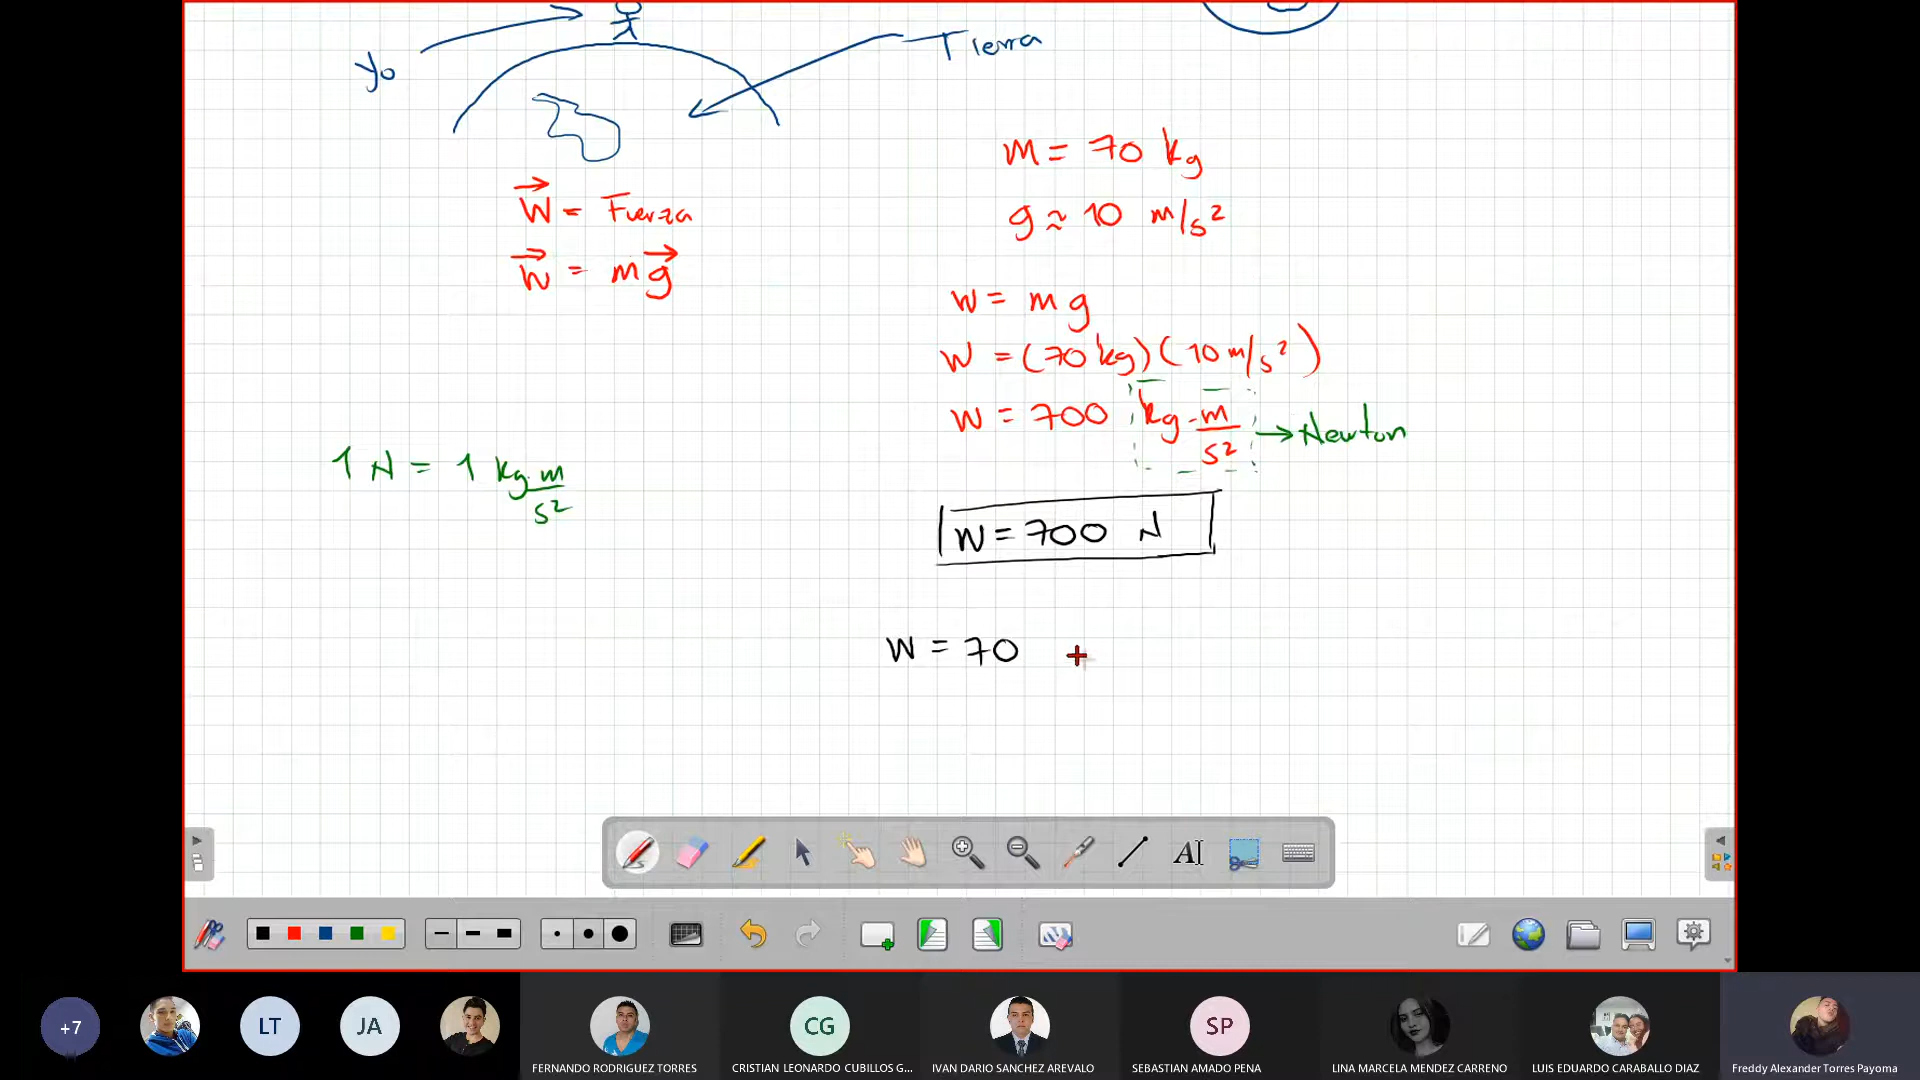 yo
Tierra
W = Fuerza
W = mg
m = 70 kg
g ≈ 10 m/s²
W = mg
W = (70 kg)(10 m/s²)
W = 700 kg·m/s² → Newton
1 N = 1 kg·m/s²
W = 700 N
W = 70
AI
+7
LT
JA
CG
SP
FERNANDO RODRIGUEZ TORRES
CRISTIAN LEONARDO CUBILLOS G...
IVAN DARIO SANCHEZ AREVALO
SEBASTIAN AMADO PENA
LINA MARCELA MENDEZ CARRENO
LUIS EDUARDO CARABALLO DIAZ
Freddy Alexander Torres Payoma